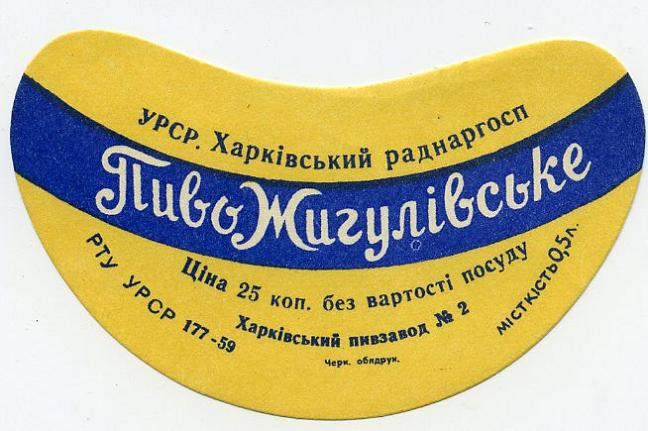 УРСР. Харківський раднаргосп
Пиво Жигулівське
Ціна 25 коп. без вартості посуду
РТУ УРСР 177-59
Харківський пивзавод № 2
місткість 0,5 л.
Черк. облдрук.